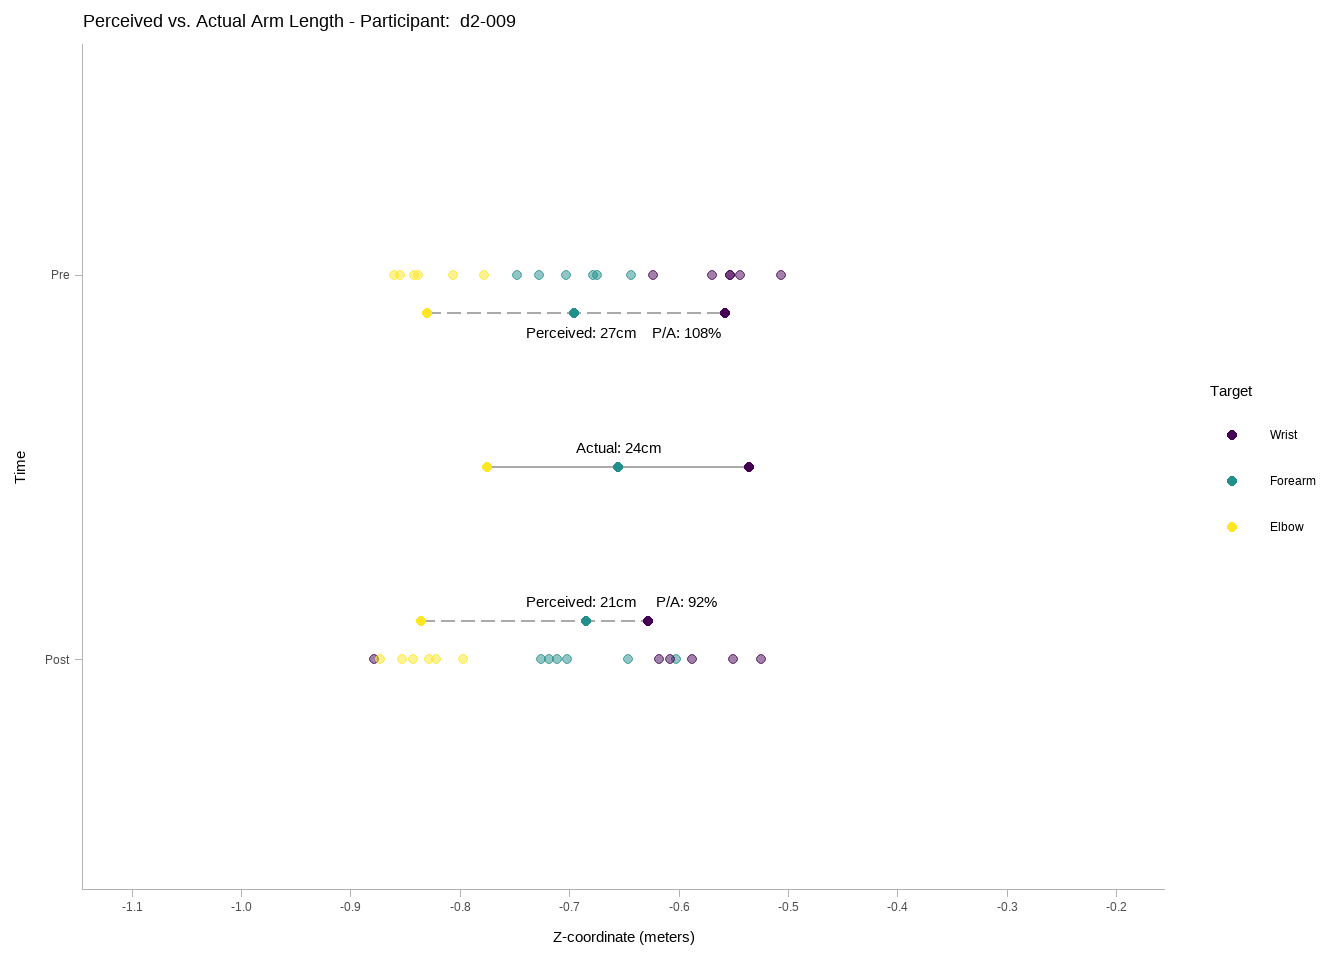 Perceived vs. Actual Arm Length - Participant:  d2-009
Pre
Perceived: 27cm P/A: 108%
Target
Actual: 24cm
Wrist
Time
Forearm
Elbow
Perceived: 21cm P/A: 92%
Post
-1.1 -1.0 -0.9 -0.8 -0.7 -0.6 -0.5 -0.4 -0.3 -0.2
Z-coordinate (meters)